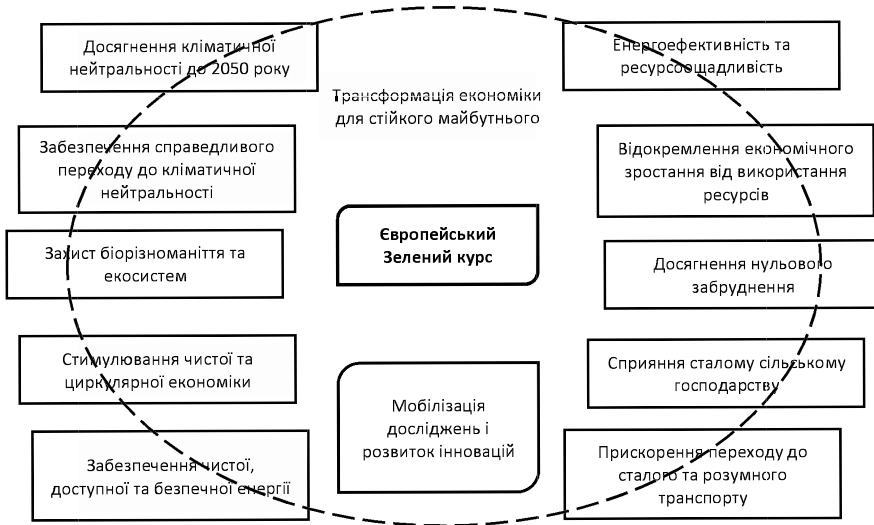 Досягнення кліматичної
нейтральності до 2050 року
Енергоефективність та
ресурсоощадливість
Трансформація економіки
для стійкого майбутнього
Забезпечення справедливого
переходу до кліматичної
нейтральності
Відокремлення економічного
зростання від використання
ресурсів
Європейський
Зелений курс
Захист біорізноманіття та
екосистем
Досягнення нульового
забруднення
Стимулювання чистої та
циркулярної економіки
Сприяння сталому сільському
господарству
Мобілізація
досліджень і
розвиток інновацій
Забезпечення чистої,
доступної та безпечної енергії
Прискорення переходу до
сталого та розумного
транспорту